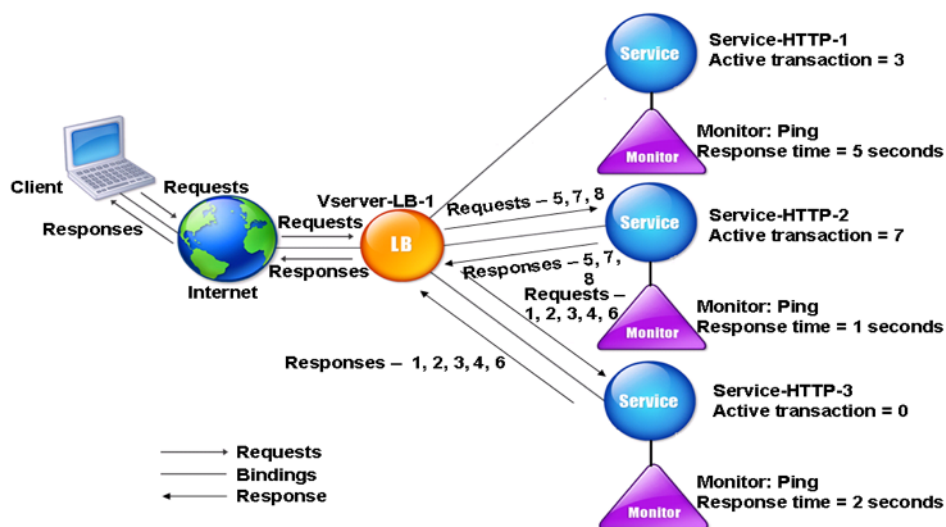 Service
Service-HTTP-1
Active transaction = 3
Monitor
Monitor: Ping
Response time = 5 seconds
Client
Requests
Responses
Internet
Requests
Responses
Vserver-LB-1
LB
Requests – 5, 7, 8
Responses – 5, 7,
8
Service
Service-HTTP-2
Active transaction = 7
Requests –
1, 2, 3, 4, 6
Monitor
Monitor: Ping
Response time = 1 seconds
Responses – 1, 2, 3, 4, 6
Service
Service-HTTP-3
Active transaction = 0
Monitor
Monitor: Ping
Response time = 2 seconds
Requests
Bindings
Response